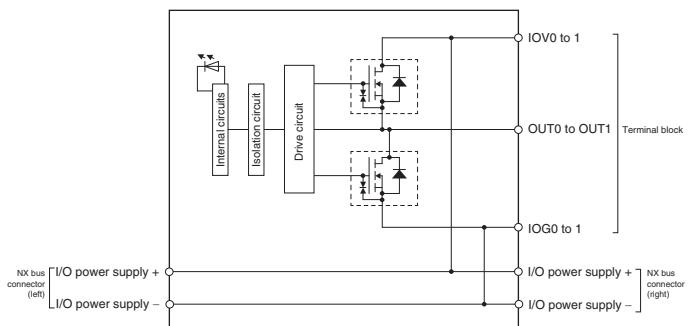 IOV0 to 1
Internal circuits
Isolation circuit
Drive circuit
OUT0 to OUT1
Terminal block
IOG0 to 1
NX bus
connector
(left)
I/O power supply +
I/O power supply –
I/O power supply +
I/O power supply –
NX bus
connector
(right)